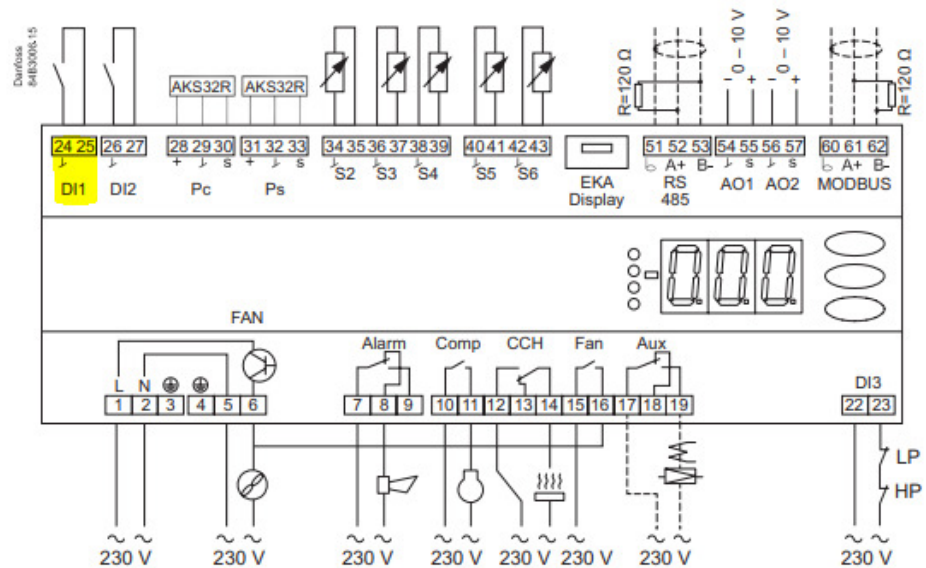 Danfoss
84B3006-15
AKS32R AKS32R
R=120 Ω
– 0 – 10 V +
– 0 – 10 V +
R=120 Ω
24 25 26 27 28 29 30 31 32 33 34 35 36 37 38 39 40 41 42 43 51 52 53 54 55 56 57 60 61 62
+ s + s S2 S3 S4 S5 S6 A+ B- s s A+ B-
DI1 DI2 Pc Ps
EKA
Display
RS
485
AO1 AO2 MODBUS
0.0.0.
FAN
Alarm Comp CCH Fan Aux
L N
DI3
1 2 3 4 5 6 7 8 9 10 11 12 13 14 15 16 17 18 19 22 23
LP
HP
~ ~ ~ ~ ~ ~ ~ ~ ~ ~ ~ ~ ~ ~ ~
230 V 230 V 230 V 230 V 230 V 230 V 230 V 230 V